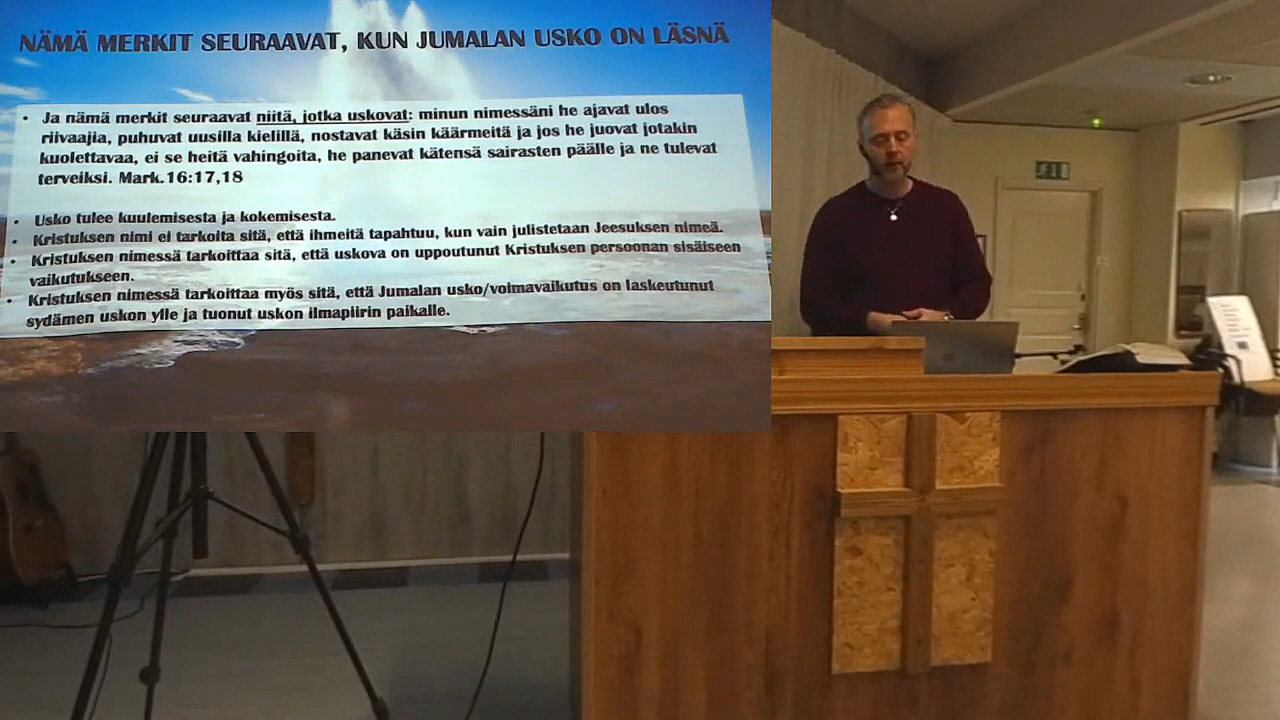 NÄMÄ MERKIT SEURAAVAT, KUN JUMALAN USKO ON LÄSNÄ
• Ja nämä merkit seuraavat niitä, jotka uskovat: minun nimessäni he ajavat ulos
riivaajia, puhuvat uusilla kielillä, nostavat käsin käärmeitä ja jos he juovat jotakin
kuolettavaa, ei se heitä vahingoita, he panevat kätensä sairasten päälle ja ne tulevat
terveiksi. Mark.16:17,18
• Usko tulee kuulemisesta ja kokemisesta.
• Kristuksen nimi ei tarkoita sitä, että ihmeitä tapahtuu, kun vain julistetaan Jeesuksen nimeä.
• Kristuksen nimessä tarkoittaa sitä, että uskova on uppoutunut Kristuksen persoonan sisäiseen
vaikutukseen.
• Kristuksen nimessä tarkoittaa myös sitä, että Jumalan usko/voimavaikutus on laskeutunut
sydämen uskon ylle ja tuonut uskon ilmapiirin paikalle.